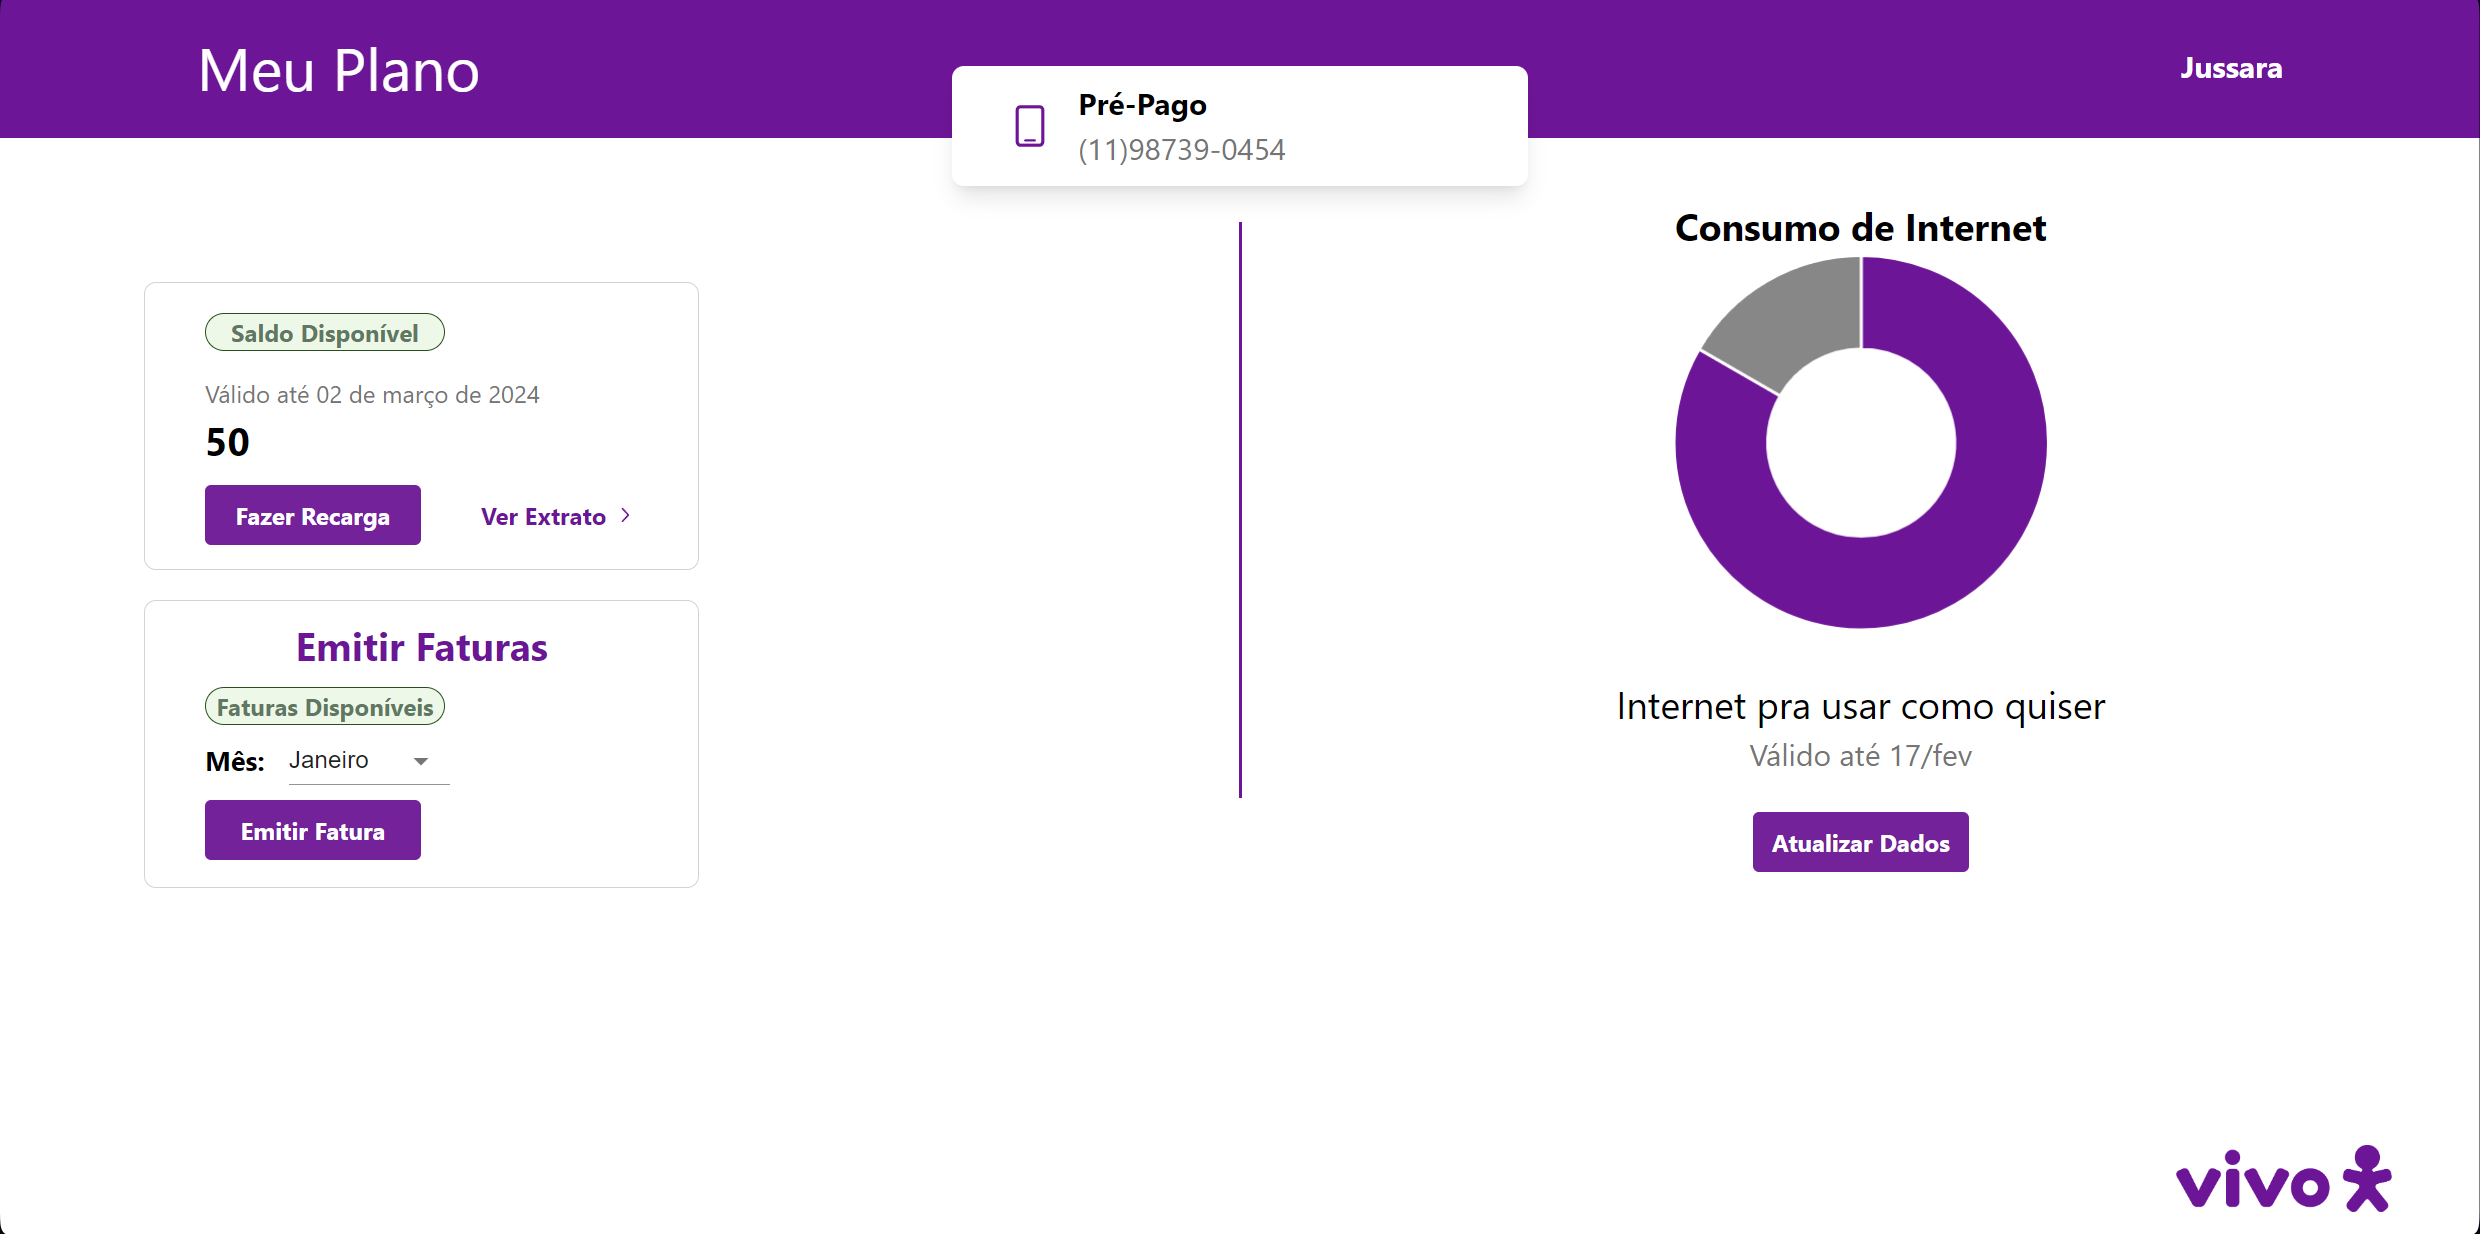 Meu Plano
Jussara
Pré-Pago
(11)98739-0454
Saldo Disponível
Válido até 02 de março de 2024
50
Fazer Recarga
Ver Extrato
Emitir Faturas
Faturas Disponíveis
Mês: Janeiro
Emitir Fatura
Consumo de Internet
Internet pra usar como quiser
Válido até 17/fev
Atualizar Dados
vivo